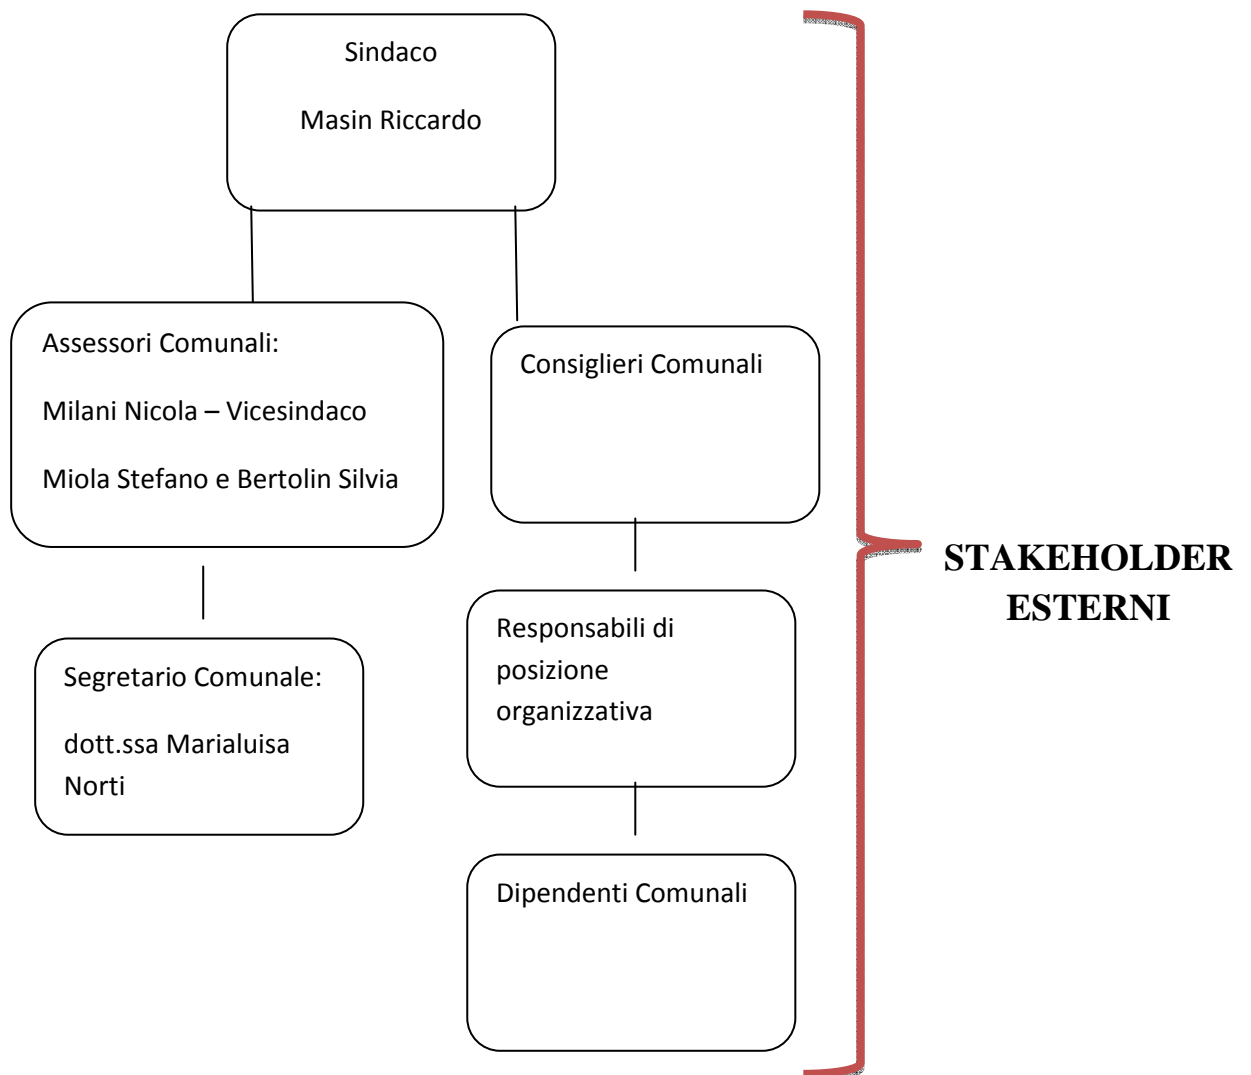 Sindaco
Masin Riccardo
Assessori Comunali:
Milani Nicola – Vicesindaco
Miola Stefano e Bertolin Silvia
Consiglieri Comunali
Segretario Comunale:
dott.ssa Marialuisa
Norti
Responsabili di
posizione
organizzativa
Dipendenti Comunali
STAKEHOLDER
ESTERNI